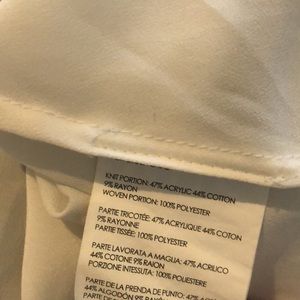 KNIT PORTION: 47% ACRYLIC 44% COTTON
9% RAYON
WOVEN PORTION: 100% POLYESTER
PARTIE TRICOTÉE: 47% ACRYLIQUE 44% COTON
9% RAYONNE
PARTIE TISSÉE: 100% POLYESTER
PARTE LAVORATA A MAGLIA: 47% ACRILICO
44% COTONE 9% RAION
PORZIONE INTESSUTA: 100% POLIESTERE
PARTE DE LA PRENDA DE PUNTO: 47%
44% ALGODÓN 9%
PARTE DE